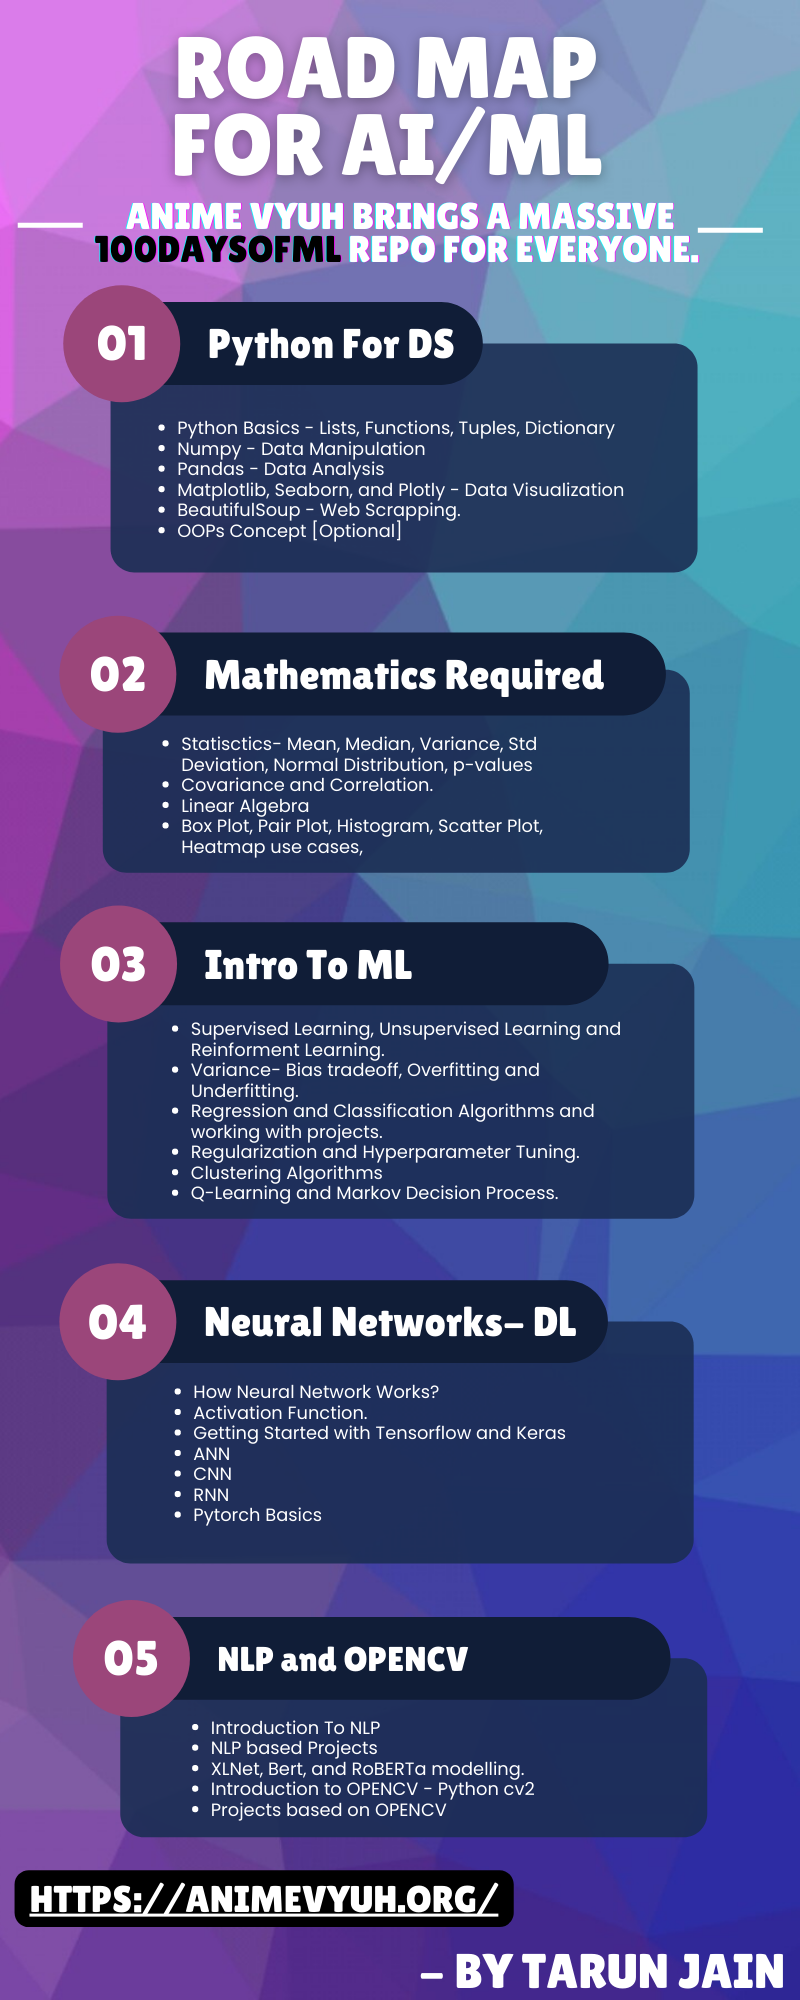 ROAD MAP
FOR AI/ML
ANIME VYUH BRINGS A MASSIVE
100DAYSOFML REPO FOR EVERYONE.
01 Python For DS
• Python Basics - Lists, Functions, Tuples, Dictionary
• Numpy - Data Manipulation
• Pandas - Data Analysis
• Matplotlib, Seaborn, and Plotly - Data Visualization
• BeautifulSoup - Web Scrapping.
• OOPs Concept [Optional]
02 Mathematics Required
• Statisctics- Mean, Median, Variance, Std
Deviation, Normal Distribution, p-values
• Covariance and Correlation.
• Linear Algebra
• Box Plot, Pair Plot, Histogram, Scatter Plot,
Heatmap use cases,
03 Intro To ML
• Supervised Learning, Unsupervised Learning and
Reinforment Learning.
• Variance- Bias tradeoff, Overfitting and
Underfitting.
• Regression and Classification Algorithms and
working with projects.
• Regularization and Hyperparameter Tuning.
• Clustering Algorithms
• Q-Learning and Markov Decision Process.
04 Neural Networks- DL
• How Neural Network Works?
• Activation Function.
• Getting Started with Tensorflow and Keras
• ANN
• CNN
• RNN
• Pytorch Basics
05 NLP and OPENCV
• Introduction To NLP
• NLP based Projects
• XLNet, Bert, and RoBERTa modelling.
• Introduction to OPENCV - Python cv2
• Projects based on OPENCV
HTTPS://ANIMEVYUH.ORG/
- BY TARUN JAIN